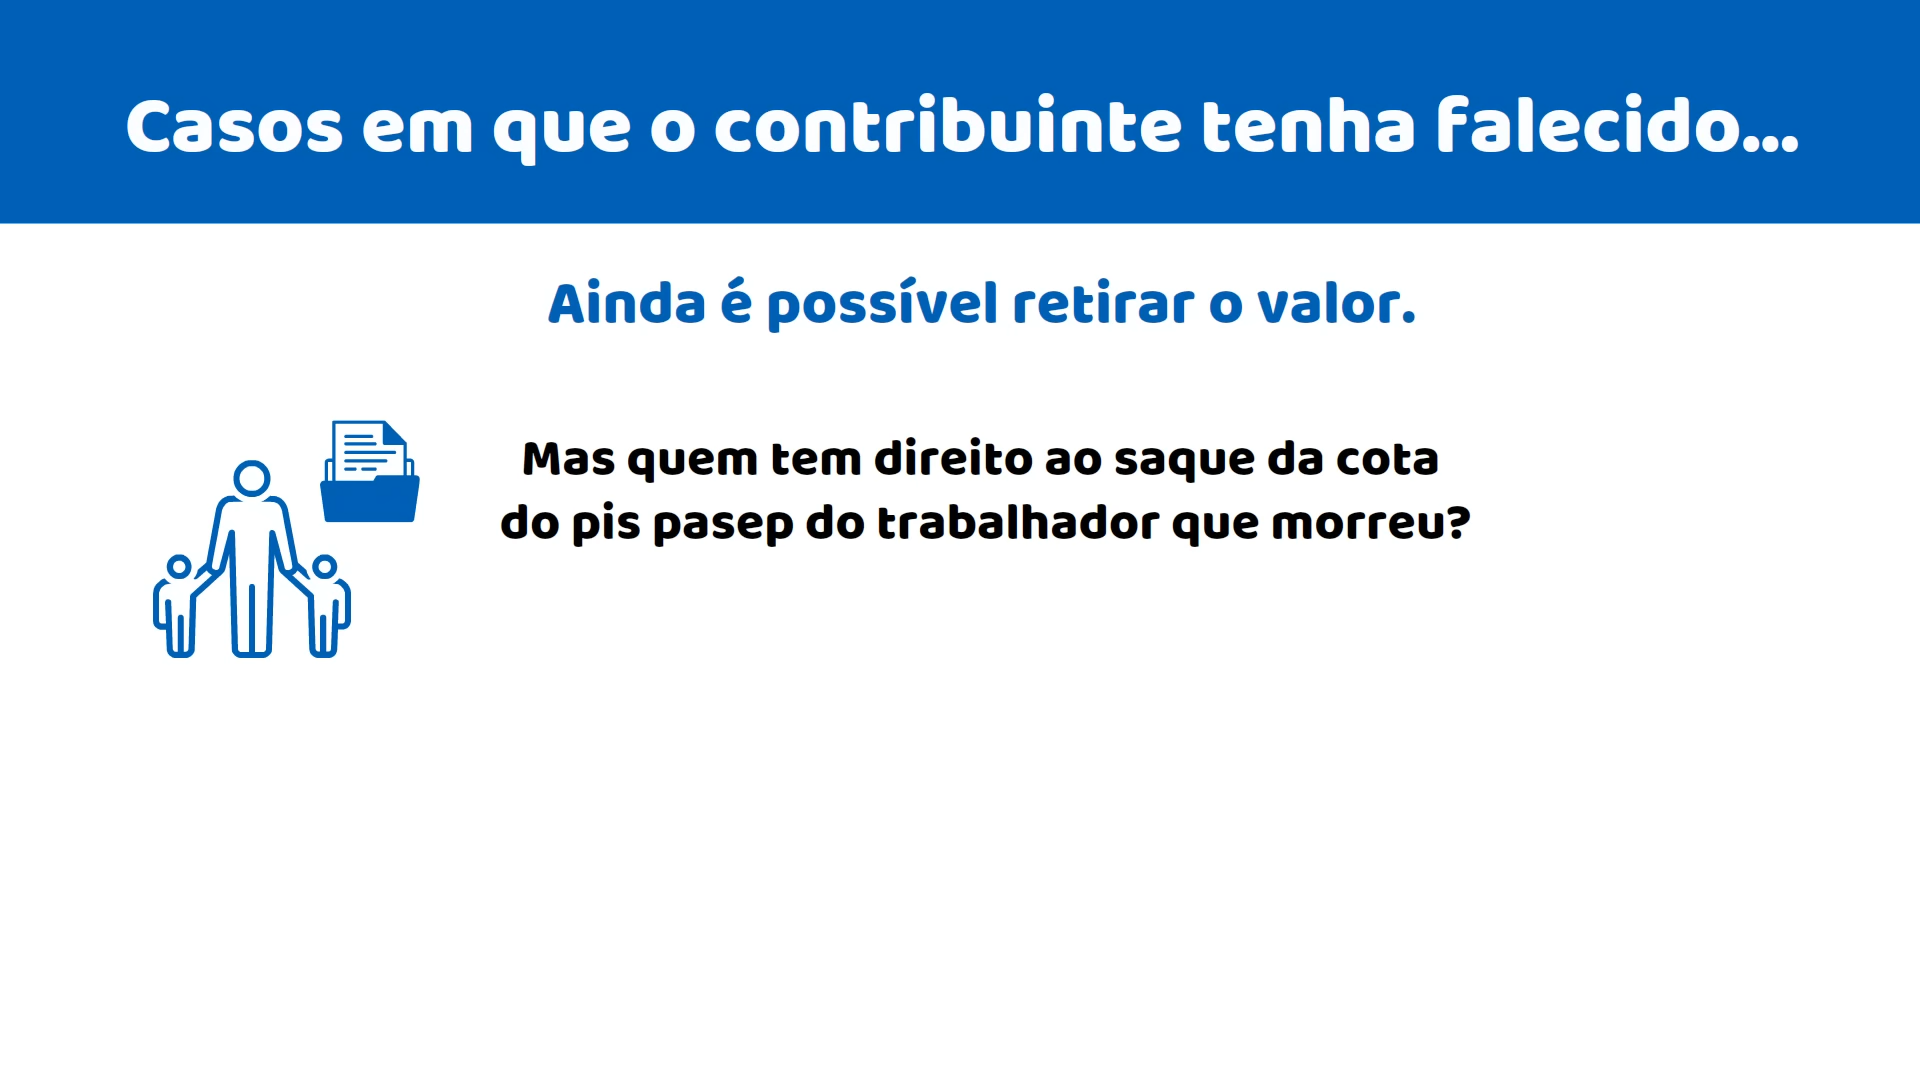 Casos em que o contribuinte tenha falecido...
Ainda é possível retirar o valor.
Mas quem tem direito ao saque da cota
do pis pasep do trabalhador que morreu?